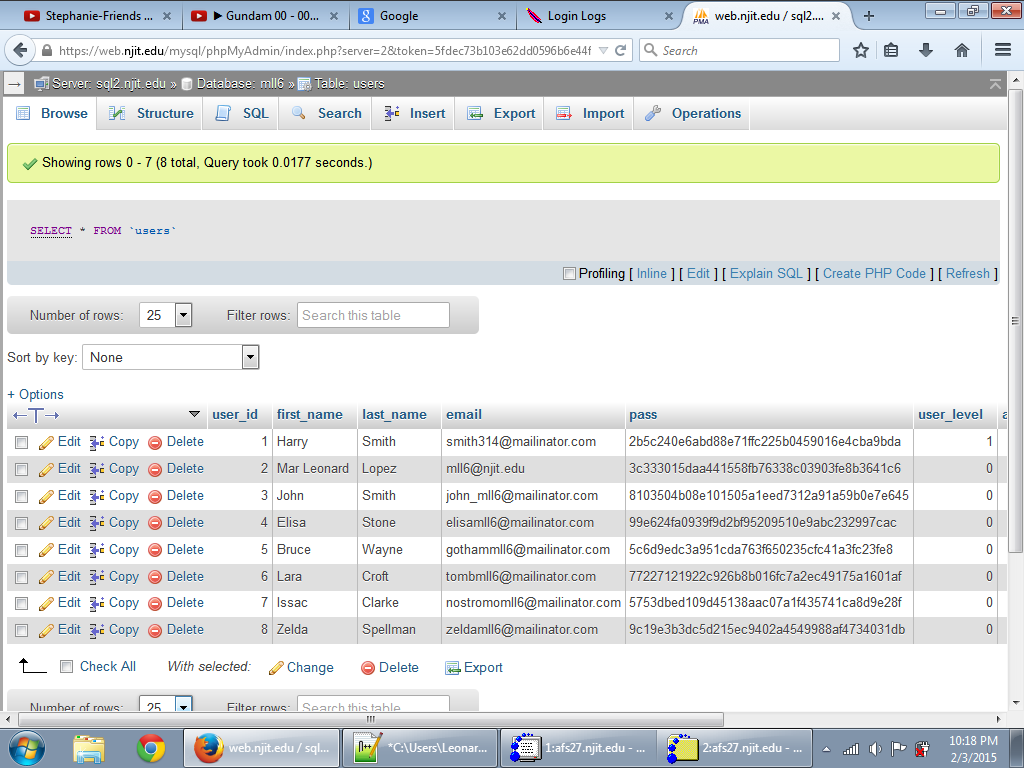 Stephanie-Friends ...
▶ Gundam 00 - 00...
Google
Login Logs
web.njit.edu / sql2....
https://web.njit.edu/mysql/phpMyAdmin/index.php?server=2&token=5fdec73b103e62dd0596b6e44f
Search
Server: sql2.njit.edu » Database: mll6 » Table: users
Browse Structure SQL Search Insert Export Import Operations
Showing rows 0 - 7 (8 total, Query took 0.0177 seconds.)
SELECT * FROM `users`
Profiling [ Inline ] [ Edit ] [ Explain SQL ] [ Create PHP Code ] [ Refresh ]
Number of rows: 25 Filter rows: Search this table
Sort by key: None
+ Options
←T→ user_id first_name last_name email pass user_level a
Edit Copy Delete 1 Harry Smith smith314@mailinator.com 2b5c240e6abd88e71ffc225b0459016e4cba9bda 1
Edit Copy Delete 2 Mar Leonard Lopez mll6@njit.edu 3c333015daa441558fb76338c03903fe8b3641c6 0
Edit Copy Delete 3 John Smith john_mll6@mailinator.com 8103504b08e101505a1eed7312a91a59b0e7e645 0
Edit Copy Delete 4 Elisa Stone elisamll6@mailinator.com 99e624fa0939f9d2bf95209510e9abc232997cac 0
Edit Copy Delete 5 Bruce Wayne gothammll6@mailinator.com 5c6d9edc3a951cda763f650235cfc41a3fc23fe8 0
Edit Copy Delete 6 Lara Croft tombmll6@mailinator.com 77227121922c926b8b016fc7a2ec49175a1601af 0
Edit Copy Delete 7 Issac Clarke nostromomll6@mailinator.com 5753dbed109d45138aac07a1f435741ca8d9e28f 0
Edit Copy Delete 8 Zelda Spellman zeldamll6@mailinator.com 9c19e3b3dc5d215ec9402a4549988af4734031db 0
Check All With selected: Change Delete Export
Number of rows: 25 Filter rows: Search this table
web.njit.edu / sql...
*C:\Users\Leonar...
1:afs27.njit.edu - ...
2:afs27.njit.edu - ...
10:18 PM
2/3/2015